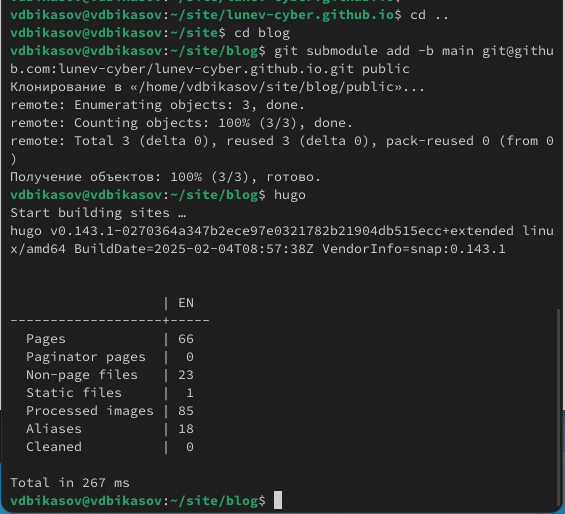 vdbikasov@vdbikasov:~/site/lunev-cyber.github.io$ cd ..
vdbikasov@vdbikasov:~/site$ cd blog
vdbikasov@vdbikasov:~/site/blog$ git submodule add -b main git@githu
b.com:lunev-cyber/lunev-cyber.github.io.git public
Клонирование в «/home/vdbikasov/site/blog/public»...
remote: Enumerating objects: 3, done.
remote: Counting objects: 100% (3/3), done.
remote: Total 3 (delta 0), reused 3 (delta 0), pack-reused 0 (from 0
)
Получение объектов: 100% (3/3), готово.
vdbikasov@vdbikasov:~/site/blog$ hugo
Start building sites …
hugo v0.143.1-0270364a347b2ece97e0321782b21904db515ecc+extended linu
x/amd64 BuildDate=2025-02-04T08:57:38Z VendorInfo=snap:0.143.1
| EN
-------------------+-----
Pages | 66
Paginator pages | 0
Non-page files | 23
Static files | 1
Processed images | 85
Aliases | 18
Cleaned | 0
Total in 267 ms
vdbikasov@vdbikasov:~/site/blog$